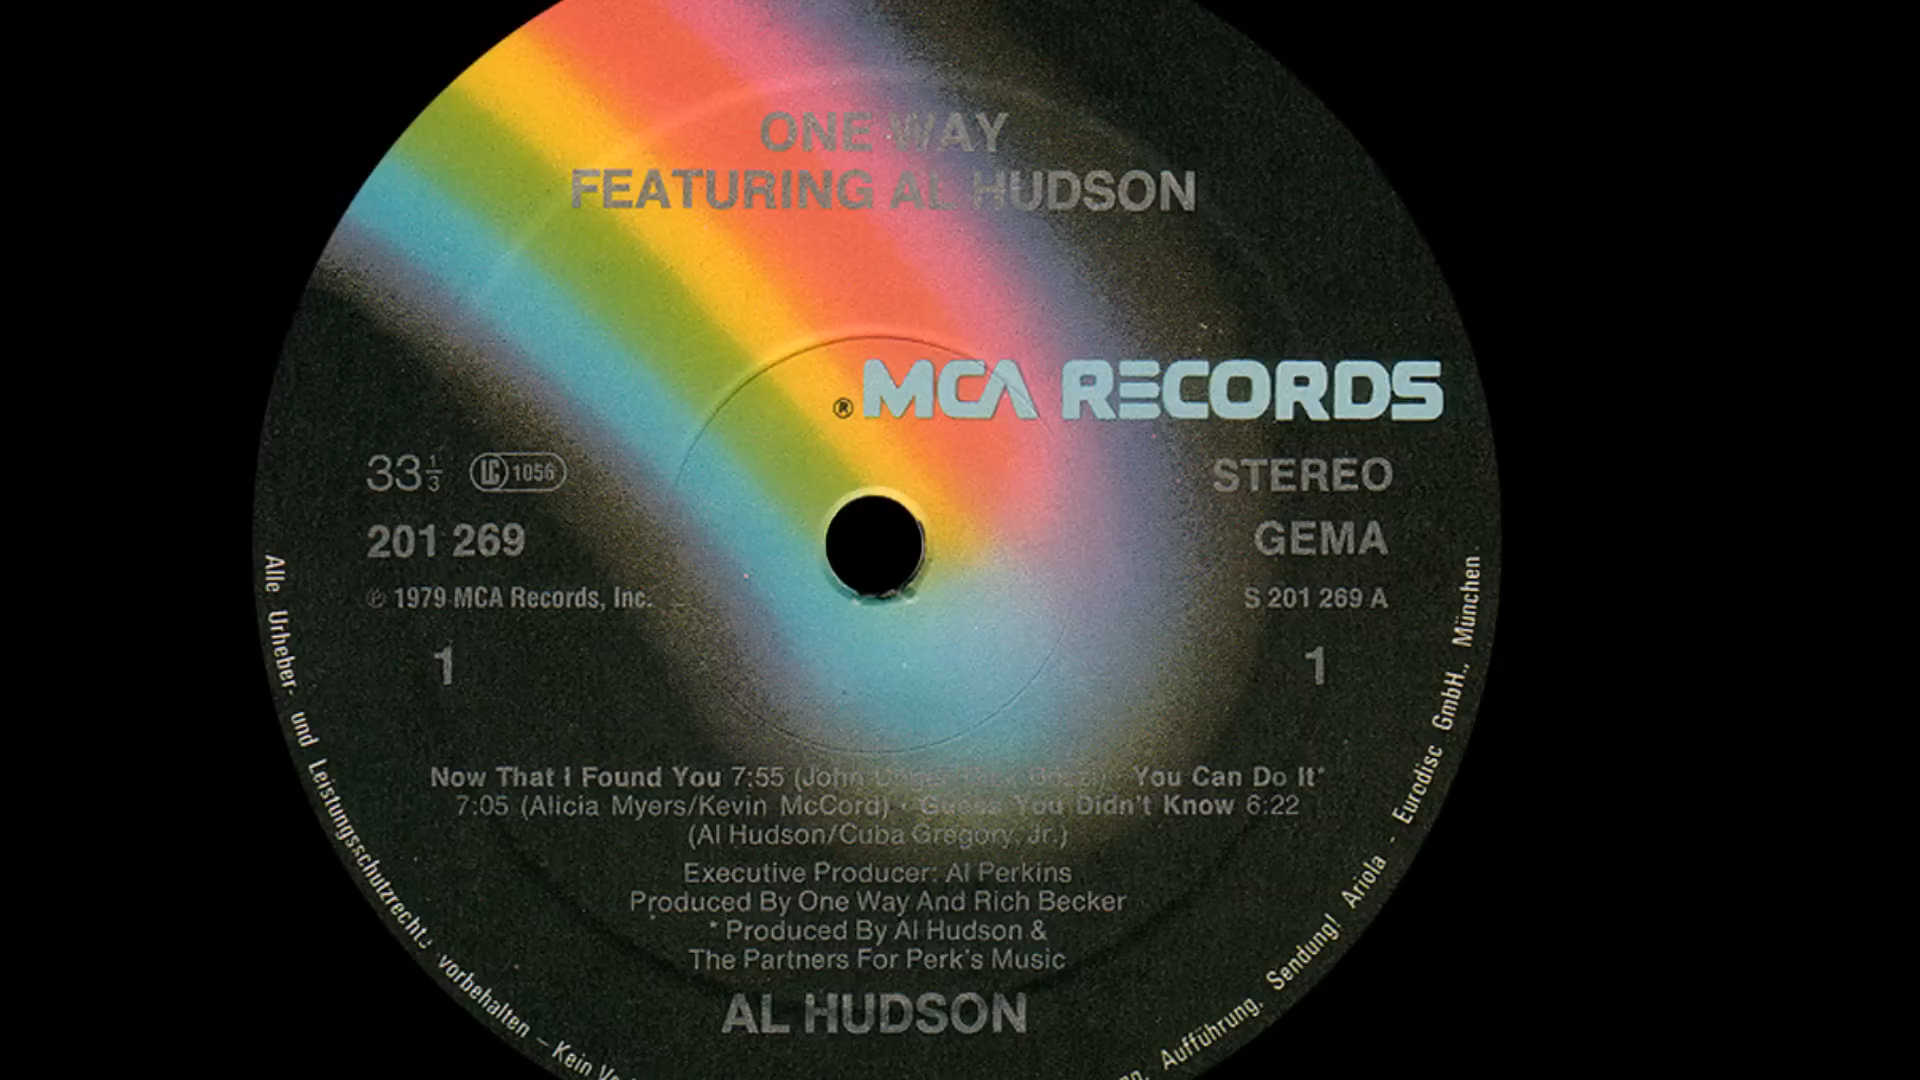 ONE WAY
FEATURING AL HUDSON
® MCA RECORDS
33 1/3 LC 1056
STEREO
201 269
GEMA
℗ 1979 MCA Records, Inc.
S 201 269 A
1
1
Now That I Found You 7:55 (John · You Can Do It*
7:05 (Alicia Myers/Kevin McCord) · Guess You Didn't Know 6:22
(Al Hudson/Cuba Gregory, Jr.)
Executive Producer: Al Perkins
Produced By One Way And Rich Becker
* Produced By Al Hudson &
The Partners For Perk's Music
AL HUDSON
Alle Urheber- und Leistungsschutzrechte vorbehalten – Kein
Aufführung, Sendung! Ariola - Eurodisc GmbH., München